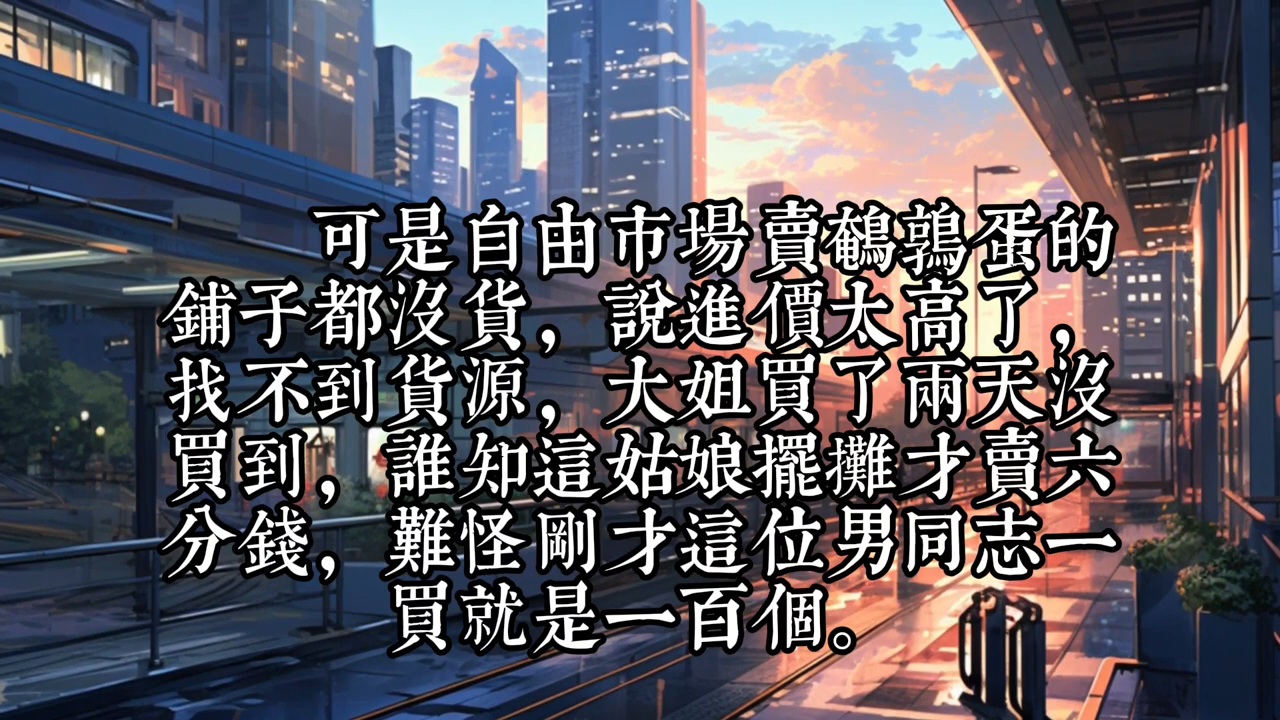 可是自由市場賣鵪鶉蛋的
鋪子都沒貨，說進價太高了，
找不到貨源，大姐買了兩天沒
買到，誰知這姑娘擺攤才賣六
分錢，難怪剛才這位男同志一
買就是一百個。